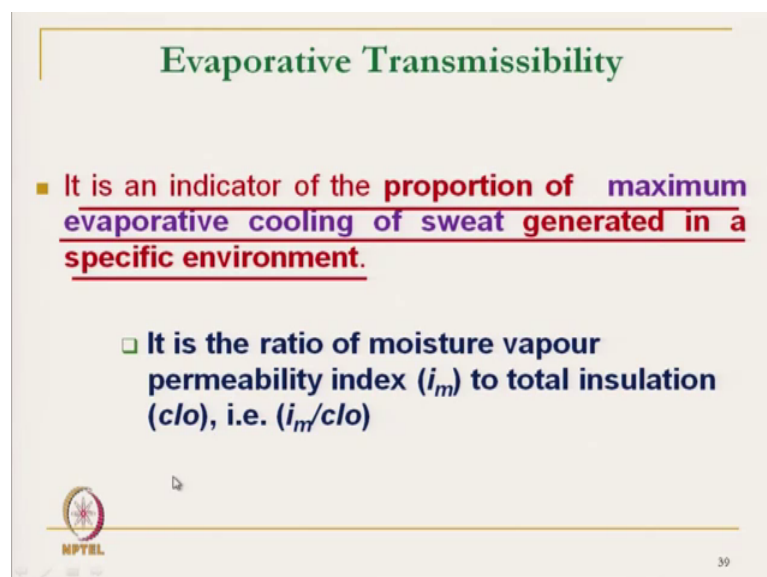 Evaporative Transmissibility
It is an indicator of the proportion of maximum
evaporative cooling of sweat generated in a
specific environment.
It is the ratio of moisture vapour
permeability index (im) to total insulation
(clo), i.e. (im/clo)
NPTEL
39